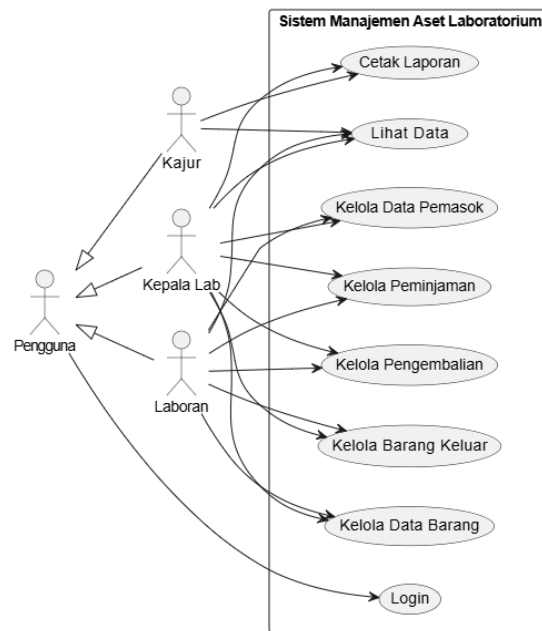 Sistem Manajemen Aset Laboratorium
Cetak Laporan
Lihat Data
Kajur
Kelola Data Pemasok
Kepala Lab
Kelola Peminjaman
Pengguna
Kelola Pengembalian
Laboran
Kelola Barang Keluar
Kelola Data Barang
Login